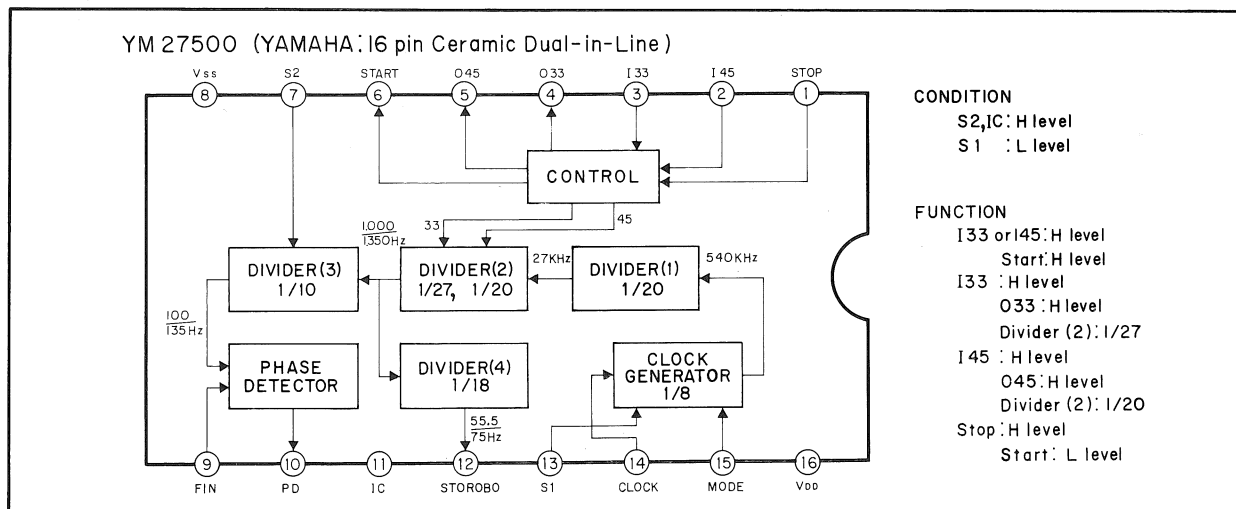 YM 27500 (YAMAHA:16 pin Ceramic Dual-in-Line)
Vss S2 START O45 O33 I33 I45 STOP
8 7 6 5 4 3 2 1
CONTROL
33 45
1,000/1,350Hz
27KHz
540KHz
DIVIDER(3)
1/10
DIVIDER(2)
1/27, 1/20
DIVIDER(1)
1/20
100/135Hz
PHASE
DETECTOR
DIVIDER(4)
1/18
CLOCK
GENERATOR
1/8
55.5/75Hz
9 10 11 12 13 14 15 16
FIN PD IC STOROBO S1 CLOCK MODE VDD
CONDITION
S2,IC: H level
S1 : L level
FUNCTION
I33 or I45: H level
Start: H level
I33 : H level
O33: H level
Divider (2): 1/27
I45 : H level
O45: H level
Divider (2): 1/20
Stop: H level
Start: L level